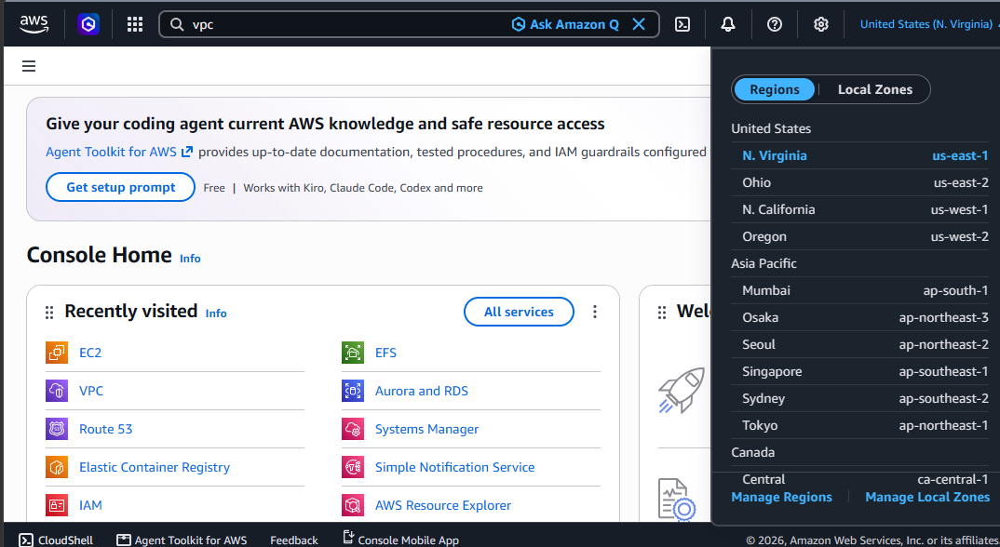 aws
vpc
Ask Amazon Q
United States (N. Virginia)
Regions
Local Zones
United States
N. Virginia us-east-1
Ohio us-east-2
N. California us-west-1
Oregon us-west-2
Asia Pacific
Mumbai ap-south-1
Osaka ap-northeast-3
Seoul ap-northeast-2
Singapore ap-southeast-1
Sydney ap-southeast-2
Tokyo ap-northeast-1
Canada
Central ca-central-1
Manage Regions
Manage Local Zones
Give your coding agent current AWS knowledge and safe resource access
Agent Toolkit for AWS provides up-to-date documentation, tested procedures, and IAM guardrails configured
Get setup prompt
Free | Works with Kiro, Claude Code, Codex and more
Console Home Info
Recently visited Info
All services
Wel
EC2
EFS
VPC
Aurora and RDS
Route 53
Systems Manager
Elastic Container Registry
Simple Notification Service
IAM
AWS Resource Explorer
CloudShell
Agent Toolkit for AWS
Feedback
Console Mobile App
© 2026, Amazon Web Services, Inc. or its affiliates